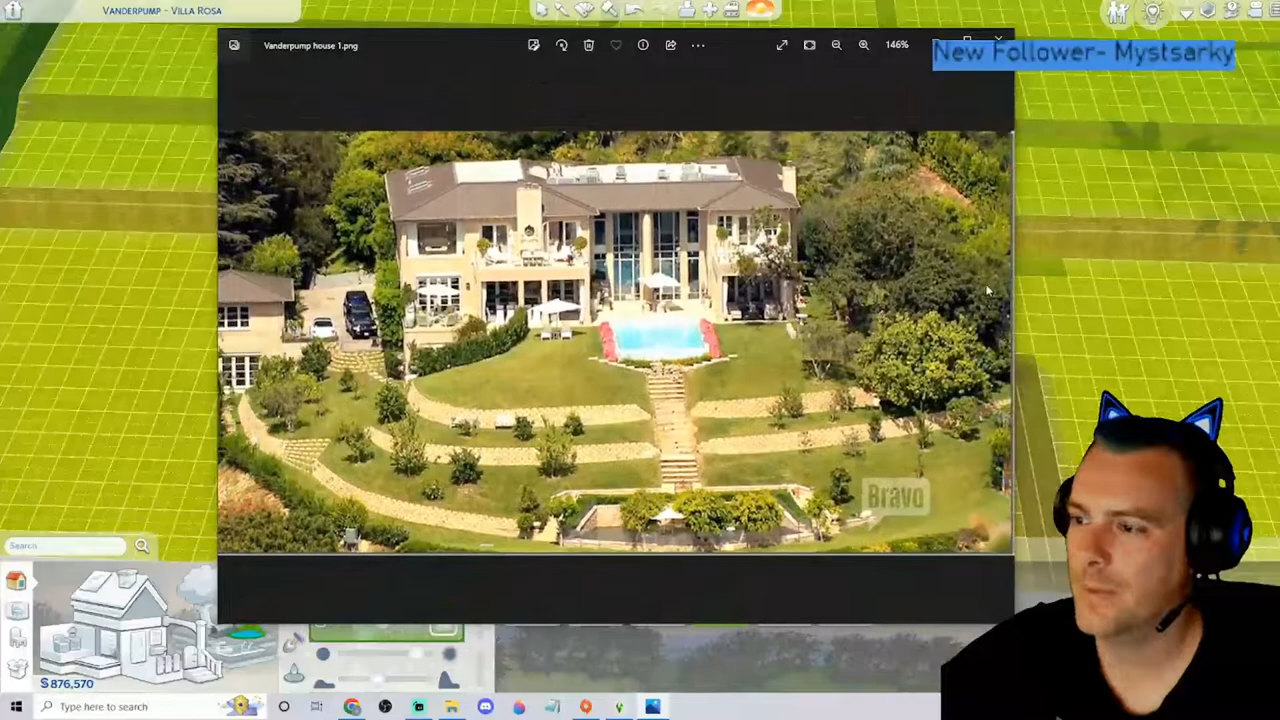 VANDERPUMP - VILLA ROSA
Vanderpump house 1.png
146%
New Follower- Mystsarky
Bravo
Search
§876,570
Type here to search